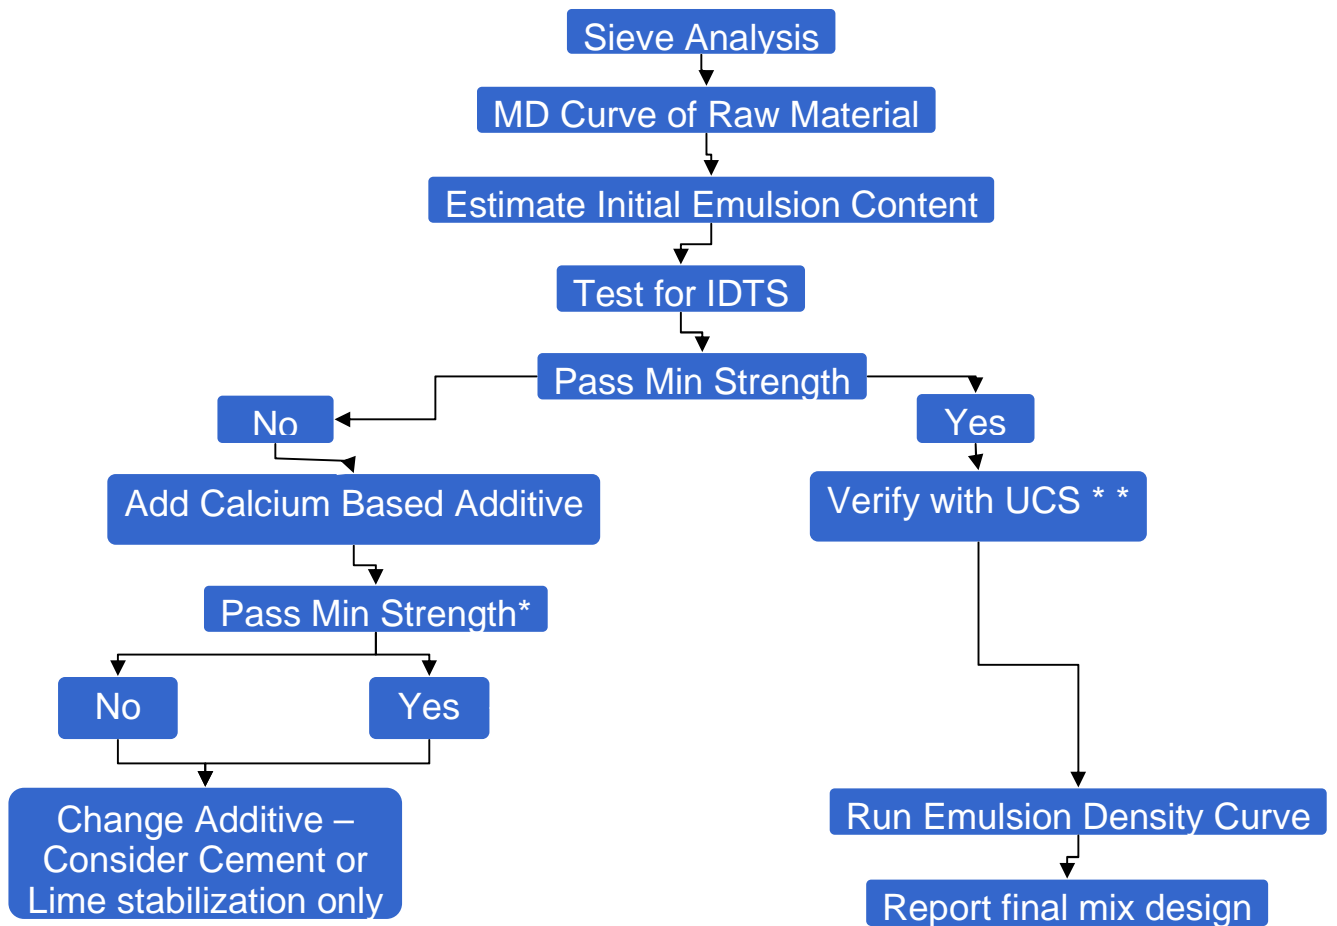 Sieve Analysis
MD Curve of Raw Material
Estimate Initial Emulsion Content
Test for IDTS
Pass Min Strength
No
Yes
Add Calcium Based Additive
Verify with UCS * *
Pass Min Strength*
No
Yes
Change Additive –
Consider Cement or
Lime stabilization only
Run Emulsion Density Curve
Report final mix design